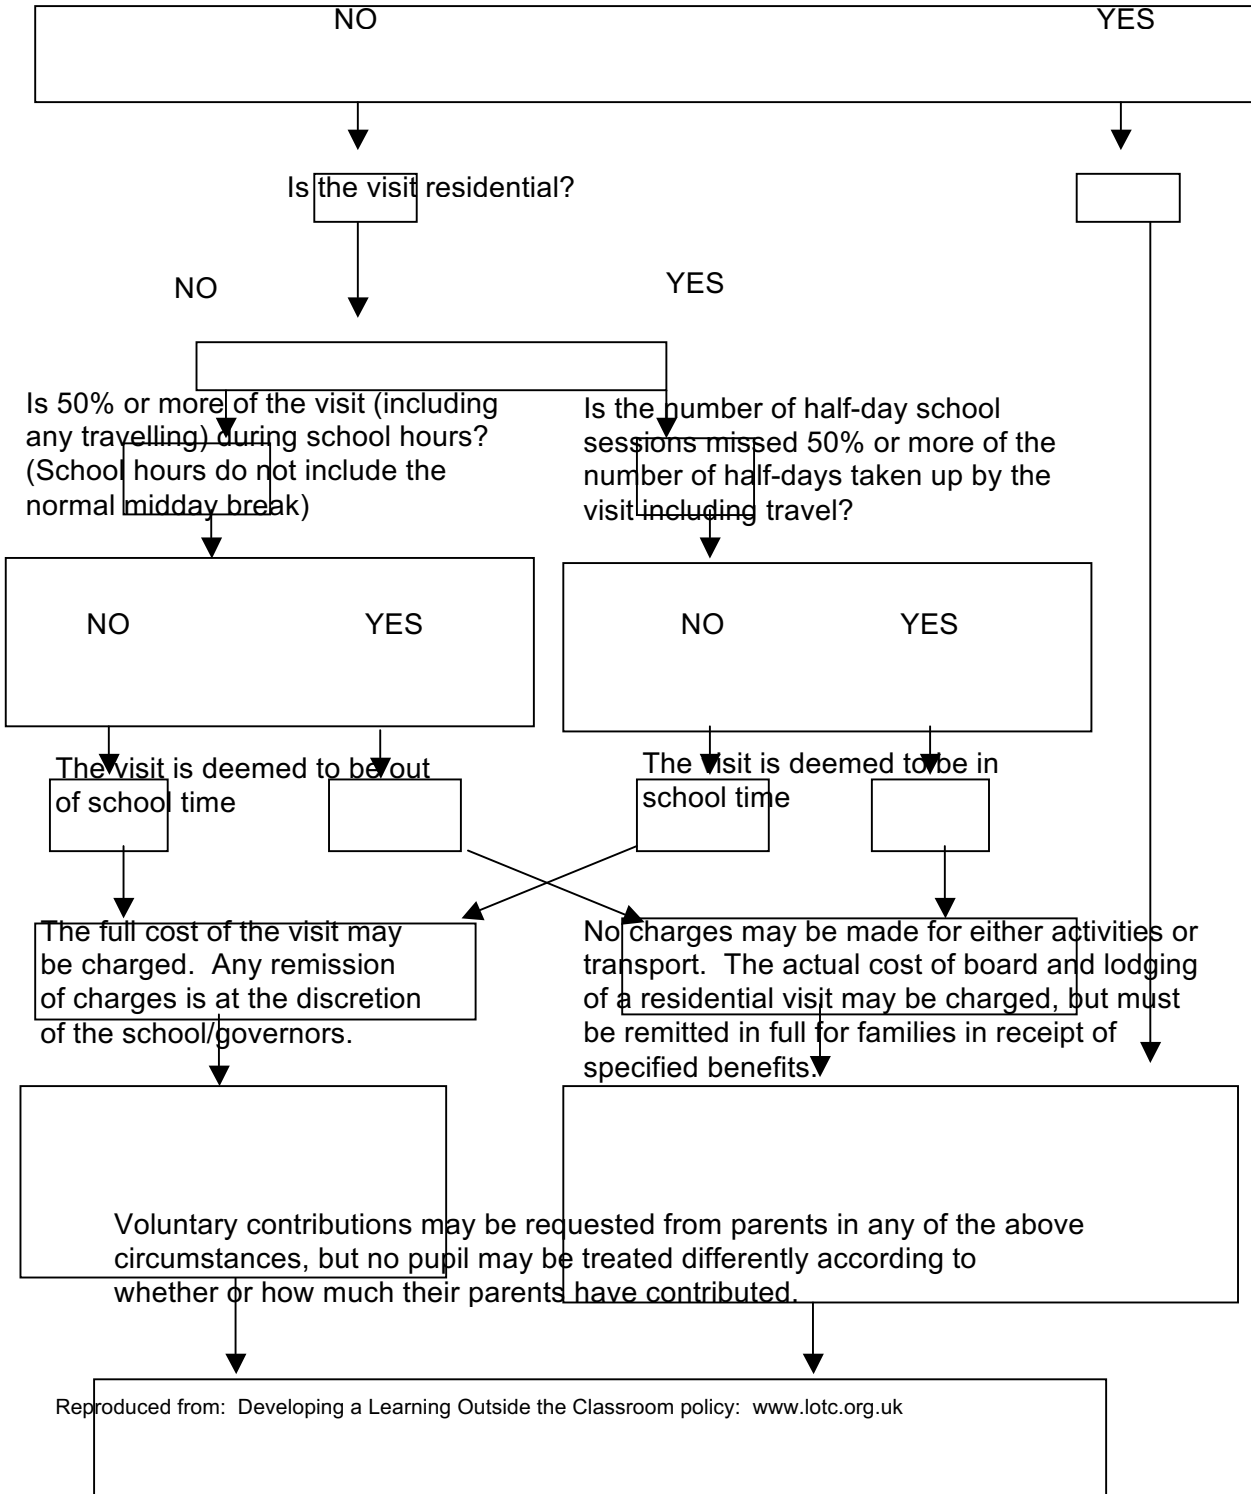 NO YES
Is the visit residential?
NO YES
Is 50% or more of the visit (including
any travelling) during school hours?
(School hours do not include the
normal midday break)
Is the number of half-day school
sessions missed 50% or more of the
number of half-days taken up by the
visit including travel?
NO YES NO YES
The visit is deemed to be out
of school time
The visit is deemed to be in
school time
The full cost of the visit may
be charged.  Any remission
of charges is at the discretion
of the school/governors.
No charges may be made for either activities or
transport.  The actual cost of board and lodging
of a residential visit may be charged, but must
be remitted in full for families in receipt of
specified benefits.
Voluntary contributions may be requested from parents in any of the above
circumstances, but no pupil may be treated differently according to
whether or how much their parents have contributed.
Reproduced from:  Developing a Learning Outside the Classroom policy:  www.lotc.org.uk